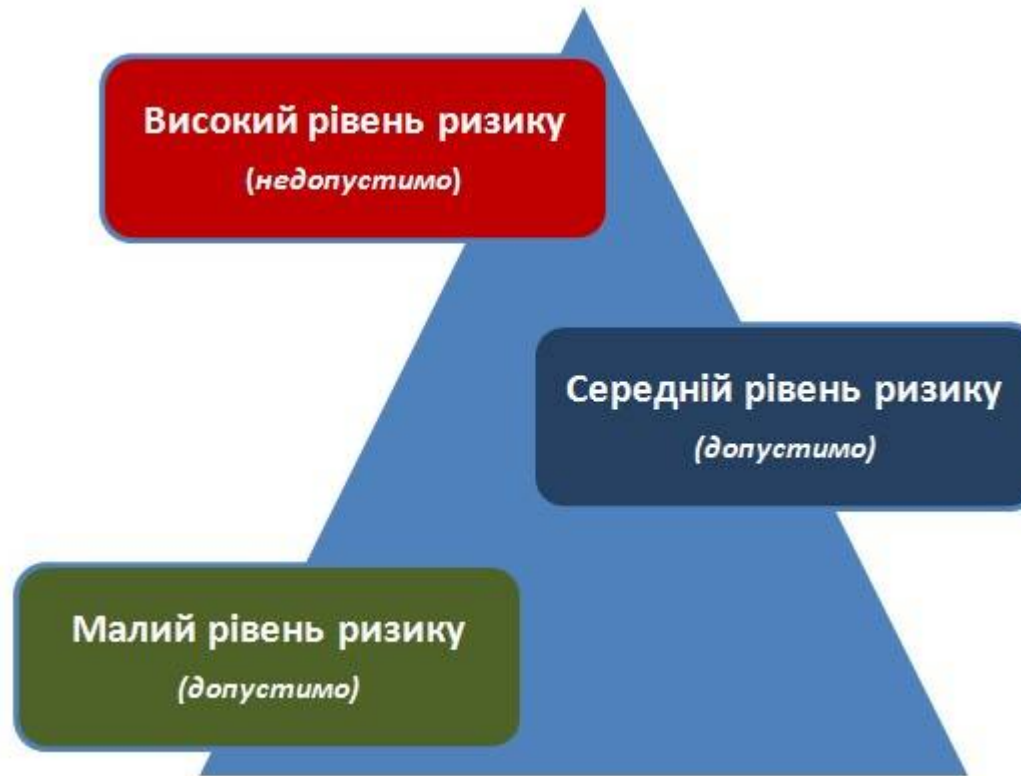 Високий рівень ризику
(недопустимо)
Середній рівень ризику
(допустимо)
Малий рівень ризику
(допустимо)